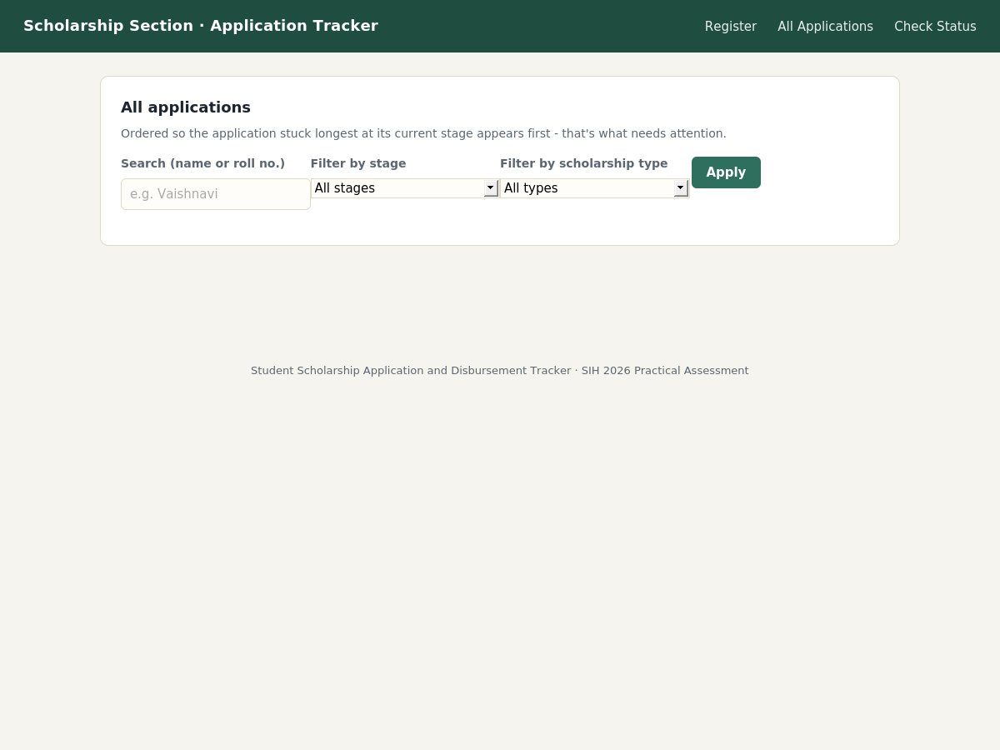 Scholarship Section · Application Tracker
Register All Applications Check Status
All applications
Ordered so the application stuck longest at its current stage appears first - that's what needs attention.
Search (name or roll no.) Filter by stage Filter by scholarship type
Apply
e.g. Vaishnavi All stages All types
Student Scholarship Application and Disbursement Tracker · SIH 2026 Practical Assessment